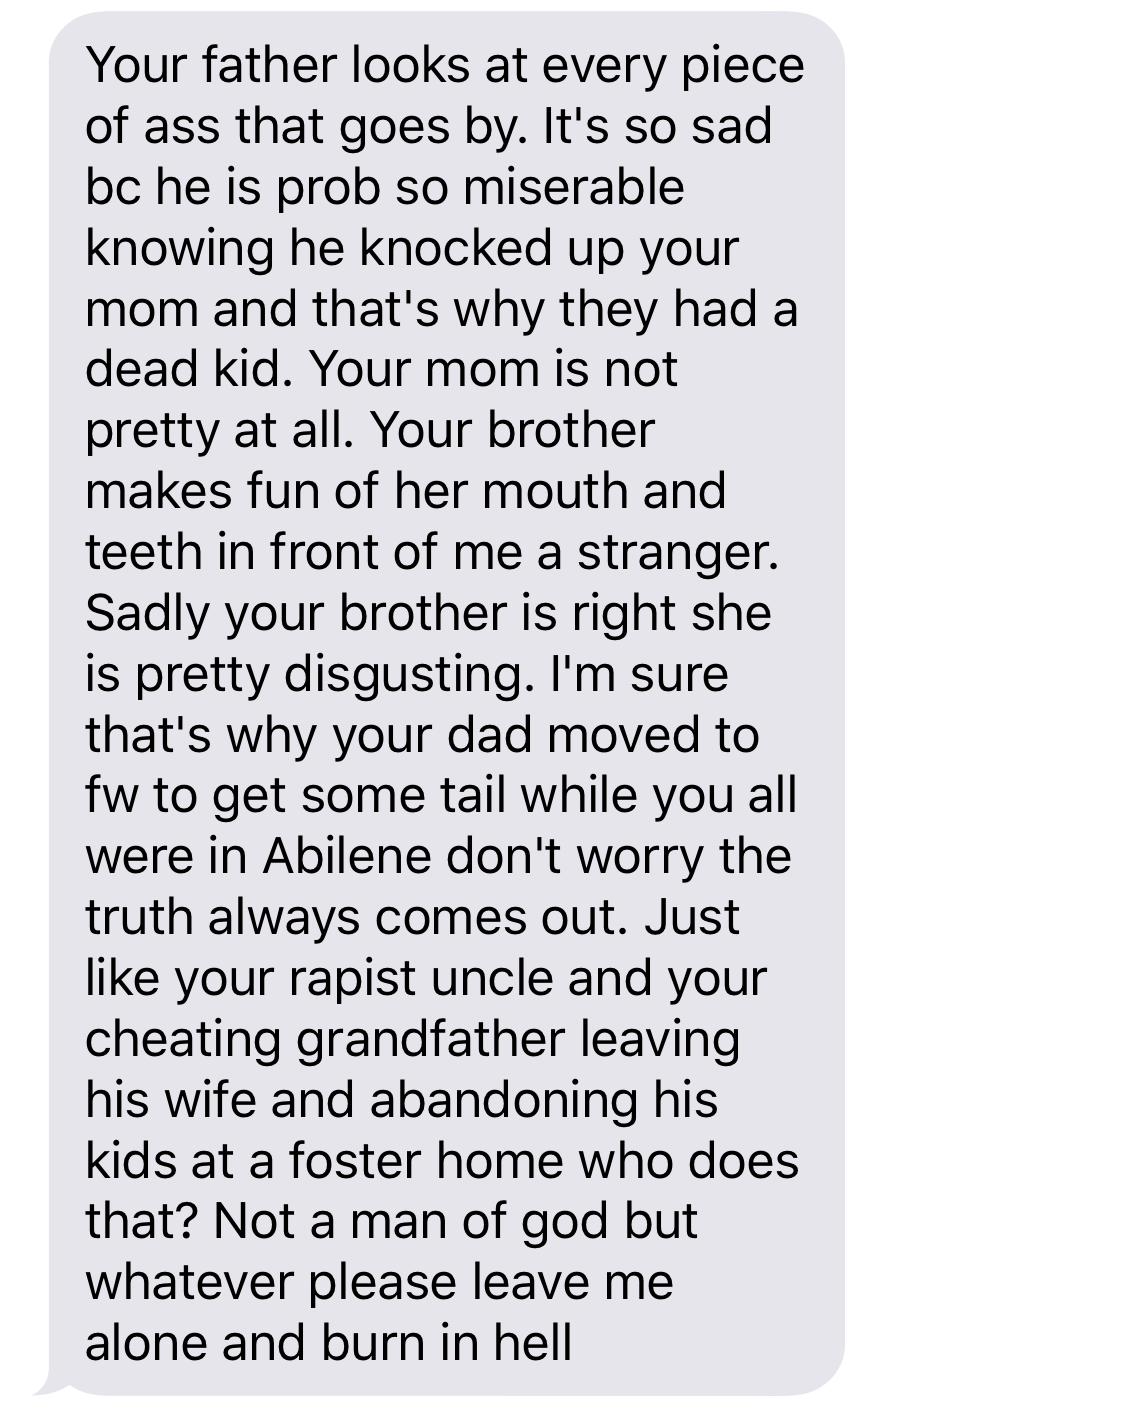 Your father looks at every piece
of ass that goes by. It's so sad
bc he is prob so miserable
knowing he knocked up your
mom and that's why they had a
dead kid. Your mom is not
pretty at all. Your brother
makes fun of her mouth and
teeth in front of me a stranger.
Sadly your brother is right she
is pretty disgusting. I'm sure
that's why your dad moved to
fw to get some tail while you all
were in Abilene don't worry the
truth always comes out. Just
like your rapist uncle and your
cheating grandfather leaving
his wife and abandoning his
kids at a foster home who does
that? Not a man of god but
whatever please leave me
alone and burn in hell